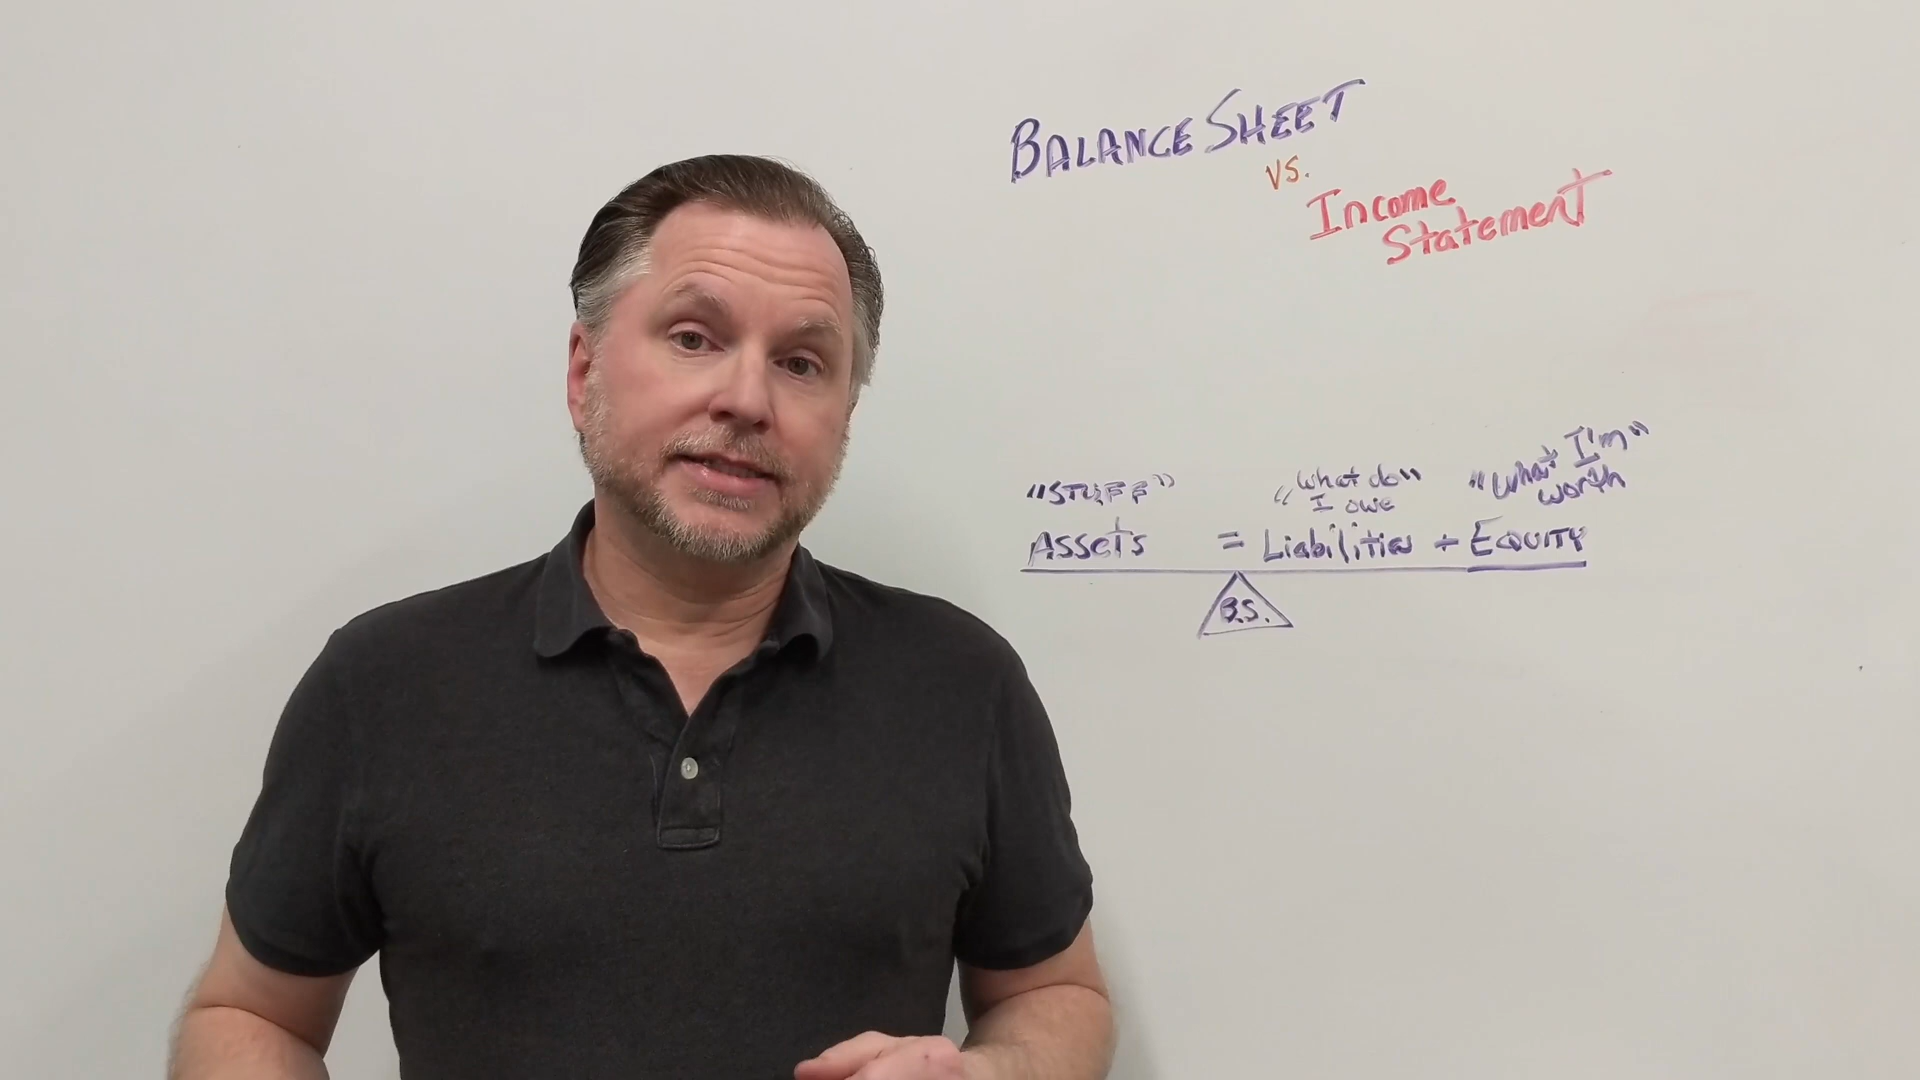 BALANCE SHEET
VS.
Income
Statement
"STUFF" "What do" "What I'm"
I owe worth
Assets = Liabilities + EQUITY
B.S.